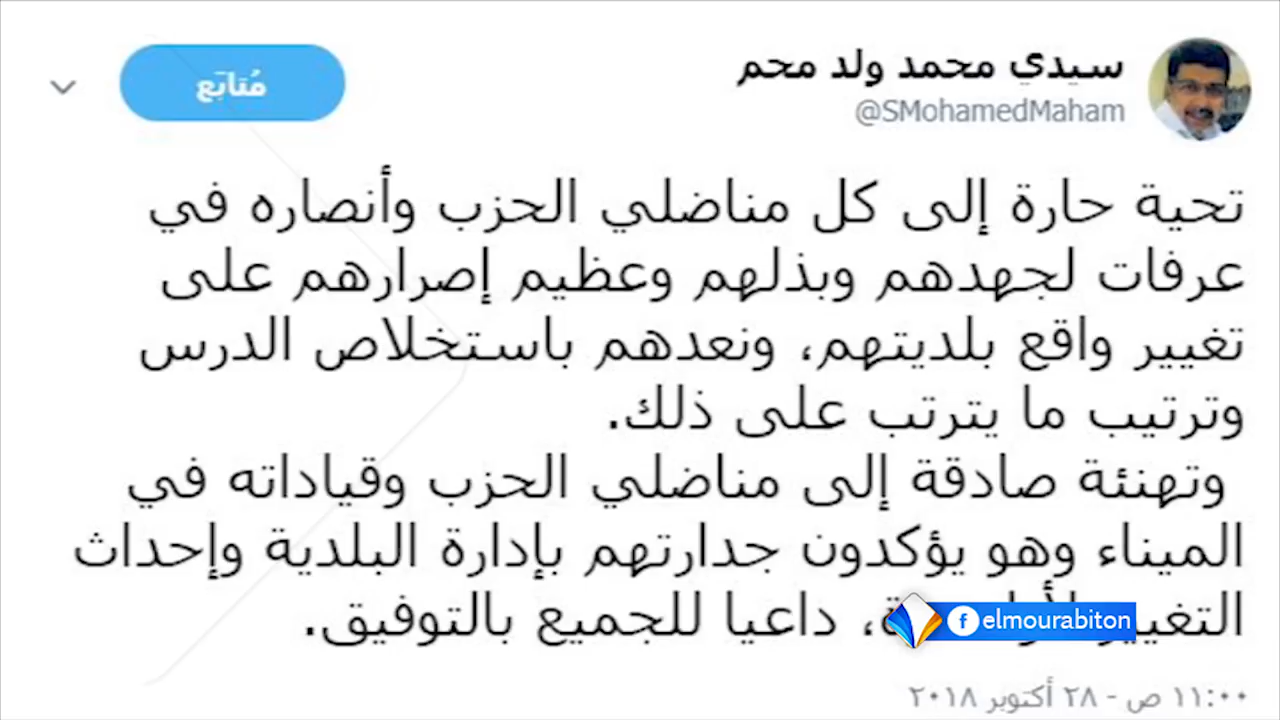 سيدي محمد ولد محم
@SMohamedMaham
مُتابَع
تحية حارة إلى كل مناضلي الحزب وأنصاره في
عرفات لجهدهم وبذلهم وعظيم إصرارهم على
تغيير واقع بلديتهم، ونعدهم باستخلاص الدرس
وترتيب ما يترتب على ذلك.
وتهنئة صادقة إلى مناضلي الحزب وقياداته في
الميناء وهو يؤكدون جدارتهم بإدارة البلدية وإحداث
التغيير داعيا للجميع بالتوفيق.
elmourabiton
١١:٠٠ ص - ٢٨ أكتوبر ٢٠١٨